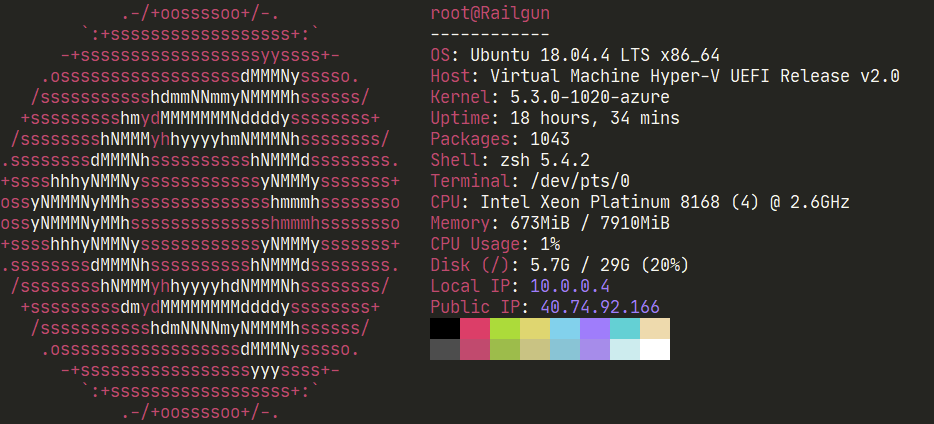 .-/+oossssoo+/-.               root@Railgun
        `:+ssssssssssssssssss+:`           ------------
      -+ssssssssssssssssssyyssss+-         OS: Ubuntu 18.04.4 LTS x86_64
    .ossssssssssssssssssdMMMNysssso.       Host: Virtual Machine Hyper-V UEFI Release v2.0
   /ssssssssssshdmmNNmmyNMMMMhssssss/      Kernel: 5.3.0-1020-azure
  +ssssssssshmydMMMMMMMNddddyssssssss+     Uptime: 18 hours, 34 mins
 /sssssssshNMMMyhhyyyyhmNMMMNhssssssss/    Packages: 1043
.ssssssssdMMMNhsssssssssshNMMMdssssssss.   Shell: zsh 5.4.2
+sssshhhyNMMNyssssssssssssyNMMMysssssss+   Terminal: /dev/pts/0
ossyNMMMNyMMhsssssssssssssshmmmhssssssso   CPU: Intel Xeon Platinum 8168 (4) @ 2.6GHz
ossyNMMMNyMMhsssssssssssssshmmmhssssssso   Memory: 673MiB / 7910MiB
+sssshhhyNMMNyssssssssssssyNMMMysssssss+   CPU Usage: 1%
.ssssssssdMMMNhsssssssssshNMMMdssssssss.   Disk (/): 5.7G / 29G (20%)
 /sssssssshNMMMyhhyyyyhdNMMMNhssssssss/    Local IP: 10.0.0.4
  +sssssssssdmydMMMMMMMMddddyssssssss+     Public IP: 40.74.92.166
   /ssssssssssshdmNNNNmyNMMMMhssssss/
    .ossssssssssssssssssdMMMNysssso.
      -+sssssssssssssssssyyyssss+-
        `:+ssssssssssssssssss+:`
            .-/+oossssoo+/-.